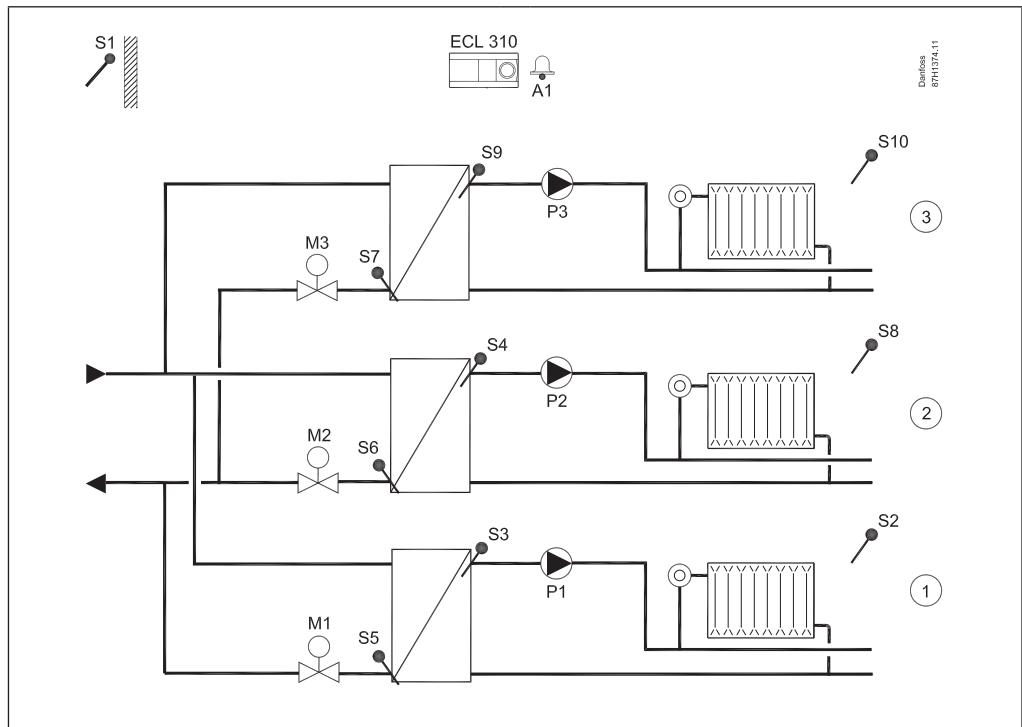 S1
ECL 310
A1
Danfoss
87H1374.11
S10
S9
P3
3
M3
S7
S8
S4
P2
2
M2
S6
S2
S3
P1
1
M1
S5